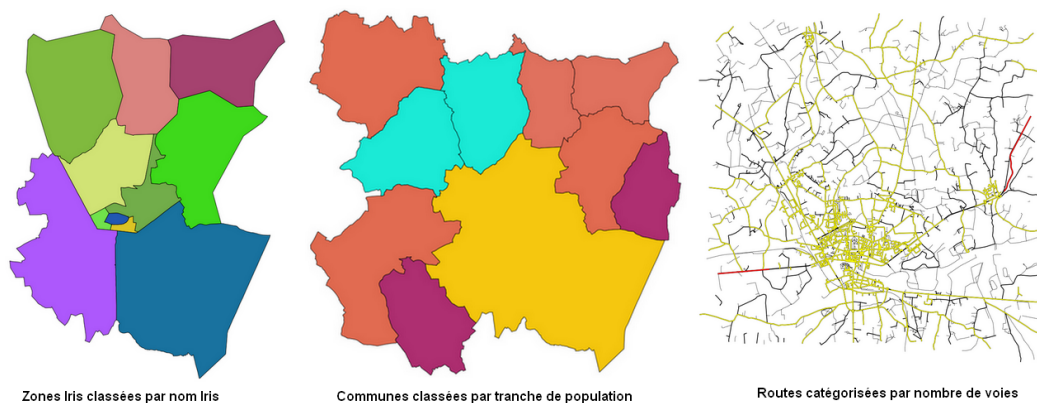 Zones Iris classées par nom Iris
Communes classées par tranche de population
Routes catégorisées par nombre de voies